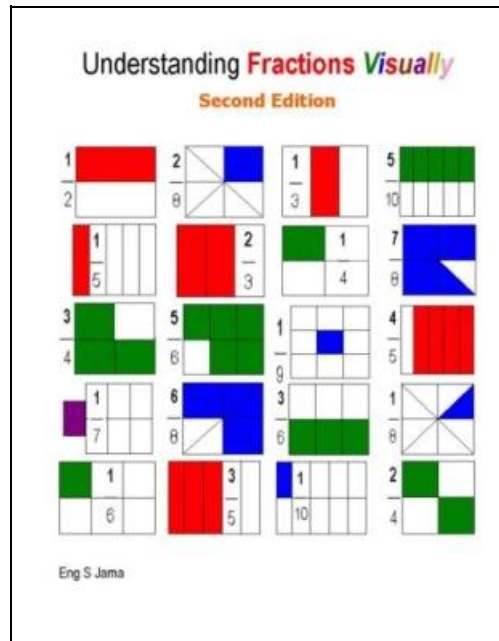 Understanding Fractions Visually
Second Edition
1/2 2/8 1/3 5/10
1/5 2/3 1/4 7/8
3/4 5/6 1/9 4/5
1/7 6/8 3/6 1/8
1/6 3/5 1/10 2/4
Eng S Jama